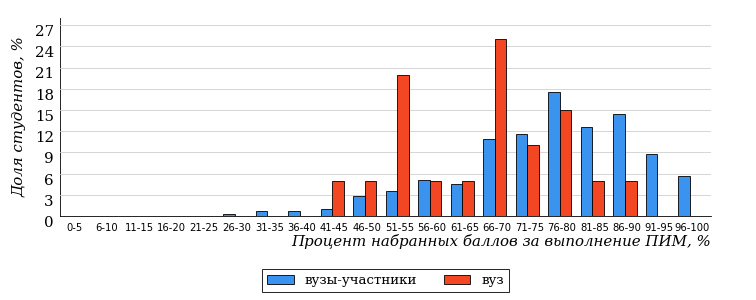 Доля студентов, %
27
24
21
18
15
12
9
6
3
0
0-5 6-10 11-15 16-20 21-25 26-30 31-35 36-40 41-45 46-50 51-55 56-60 61-65 66-70 71-75 76-80 81-85 86-90 91-95 96-100
Процент набранных баллов за выполнение ПИМ, %
вузы-участники вуз